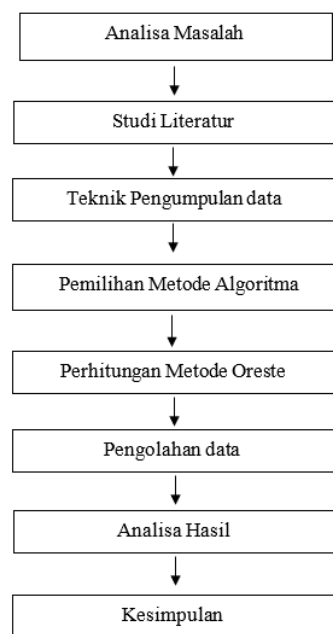 Analisa Masalah
Studi Literatur
Teknik Pengumpulan data
Pemilihan Metode Algoritma
Perhitungan Metode Oreste
Pengolahan data
Analisa Hasil
Kesimpulan